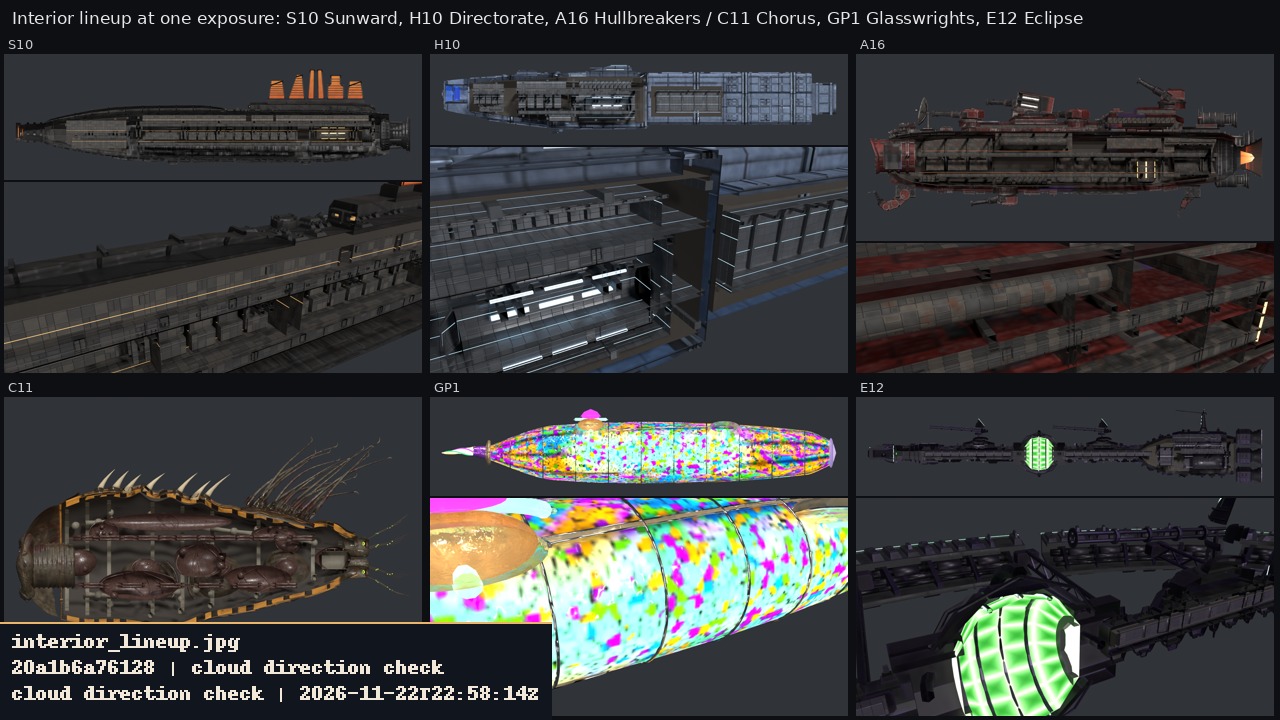 Interior lineup at one exposure: S10 Sunward, H10 Directorate, A16 Hullbreakers / C11 Chorus, GP1 Glasswrights, E12 Eclipse
S10
H10
A16
C11
GP1
E12
interior_lineup.jpg
20a1b6a76128 | cloud direction check
cloud direction check | 2026-11-22r22:58:14z